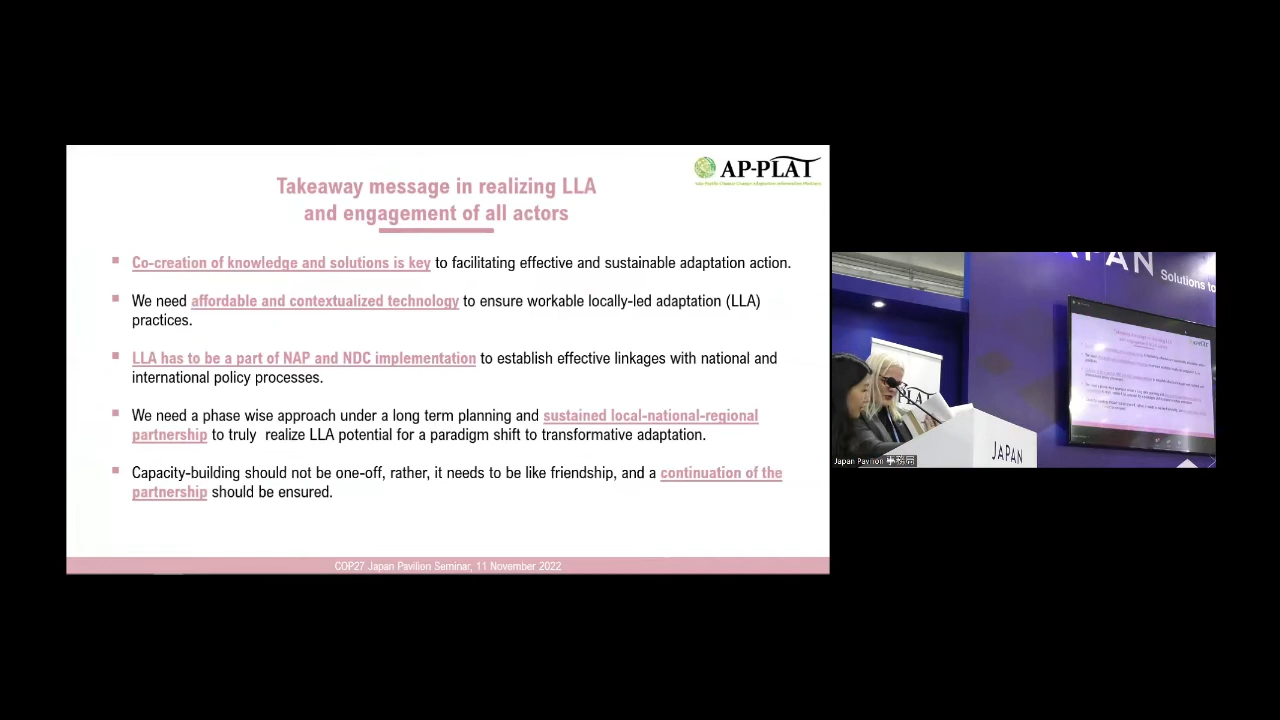 AP-PLAT
Asia-Pacific Climate Change Adaptation Information Platform
Takeaway message in realizing LLA
and engagement of all actors
▪ Co-creation of knowledge and solutions is key to facilitating effective and sustainable adaptation action.
▪ We need affordable and contextualized technology to ensure workable locally-led adaptation (LLA)
practices.
▪ LLA has to be a part of NAP and NDC implementation to establish effective linkages with national and
international policy processes.
▪ We need a phase wise approach under a long term planning and sustained local-national-regional
partnership to truly realize LLA potential for a paradigm shift to transformative adaptation.
▪ Capacity-building should not be one-off, rather, it needs to be like friendship, and a continuation of the
partnership should be ensured.
COP27 Japan Pavilion Seminar, 11 November 2022
JAPAN
Solutions to
JAPAN
Japan Pavilion 事務局